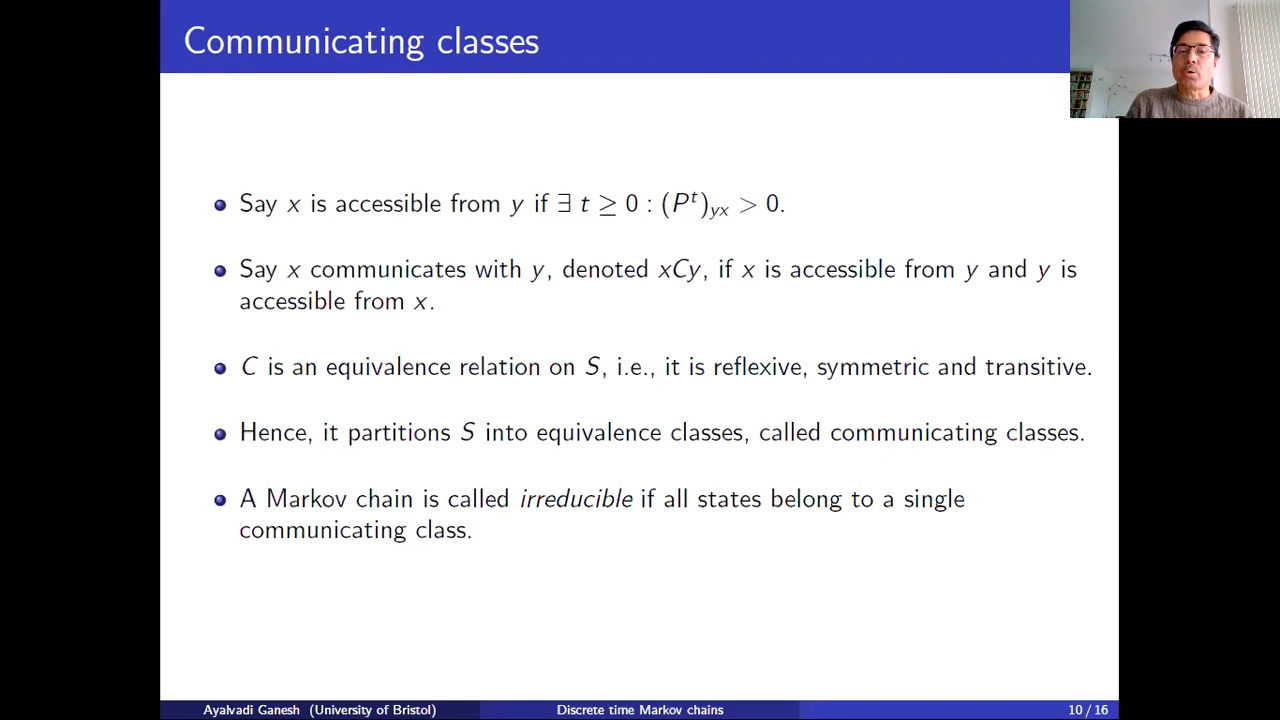 Communicating classes
Say x is accessible from y if ∃ t ≥ 0 : (Pᵗ)ᵧₓ > 0.
Say x communicates with y, denoted xCy, if x is accessible from y and y is
accessible from x.
C is an equivalence relation on S, i.e., it is reflexive, symmetric and transitive.
Hence, it partitions S into equivalence classes, called communicating classes.
A Markov chain is called irreducible if all states belong to a single
communicating class.
Ayalvadi Ganesh (University of Bristol) Discrete time Markov chains 10 / 16